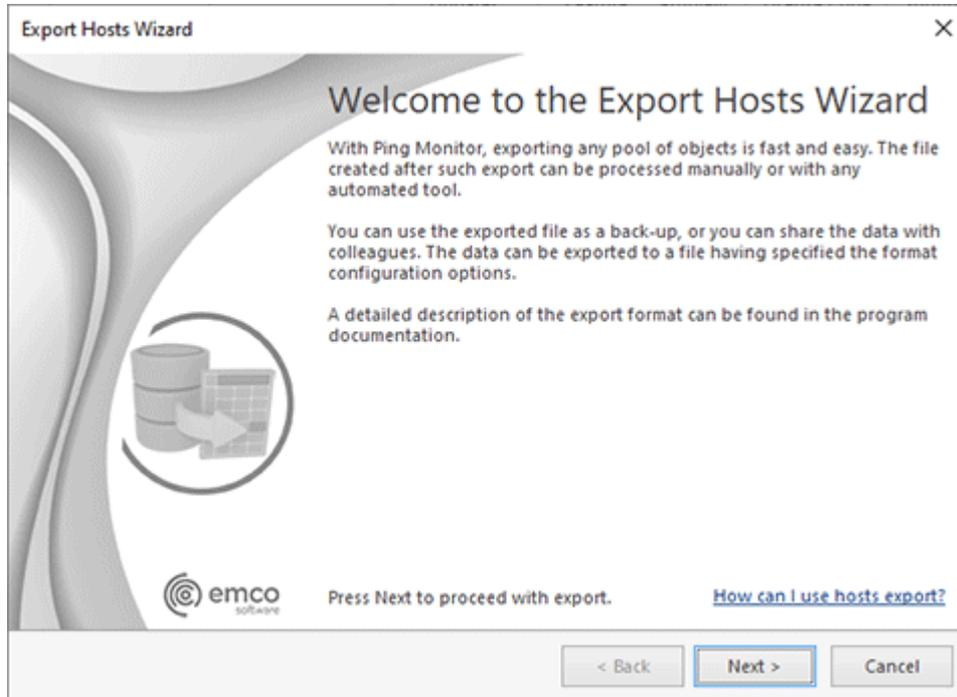 Export Hosts Wizard
Welcome to the Export Hosts Wizard
With Ping Monitor, exporting any pool of objects is fast and easy. The file
created after such export can be processed manually or with any
automated tool.
You can use the exported file as a back-up, or you can share the data with
colleagues. The data can be exported to a file having specified the format
configuration options.
A detailed description of the export format can be found in the program
documentation.
emco
software
Press Next to proceed with export.
How can I use hosts export?
< Back
Next >
Cancel